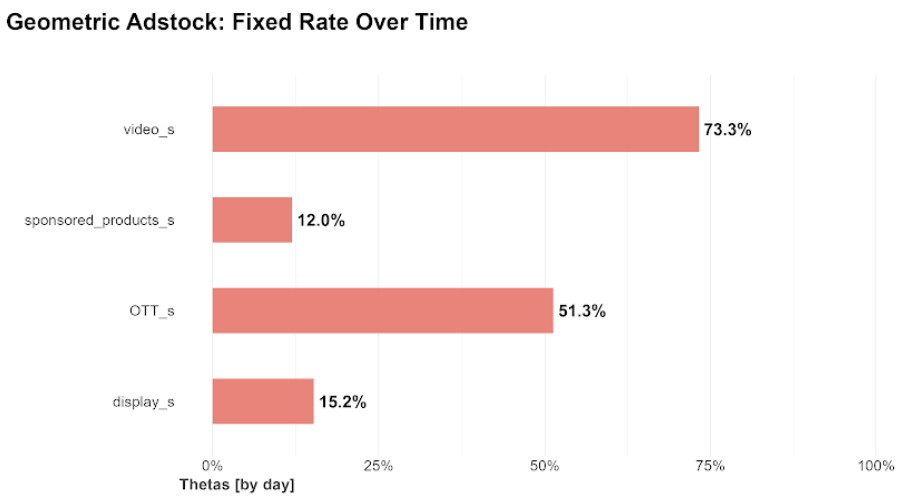 Geometric Adstock: Fixed Rate Over Time
video_s 73.3%
sponsored_products_s 12.0%
OTT_s 51.3%
display_s 15.2%
0% 25% 50% 75% 100%
Thetas [by day]